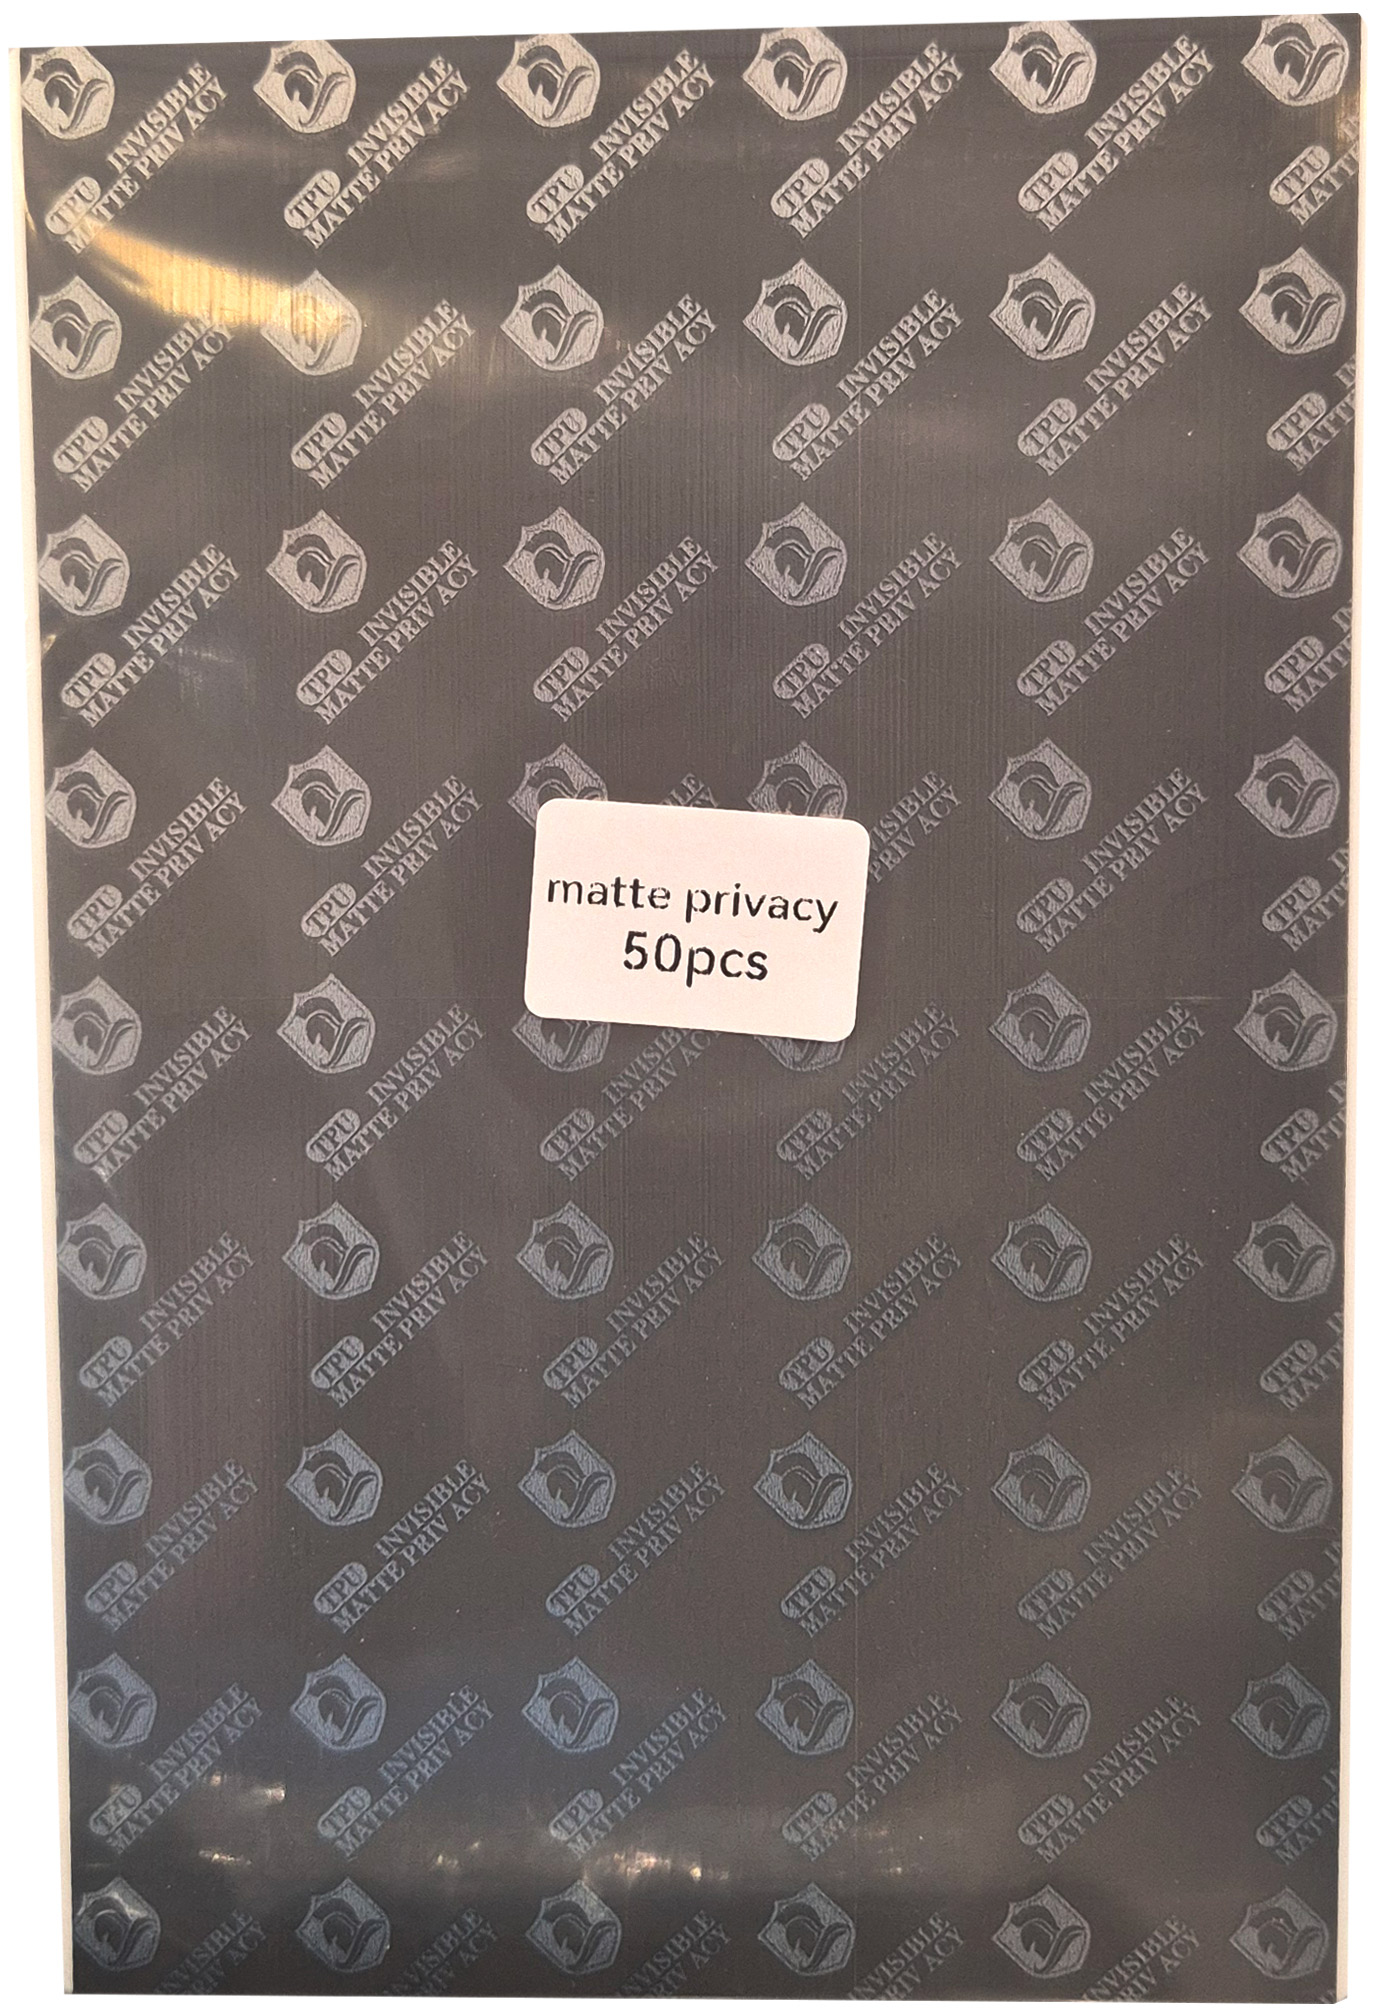 TPU INVISIBLE
MATTE PRIV ACY
matte privacy
50pcs